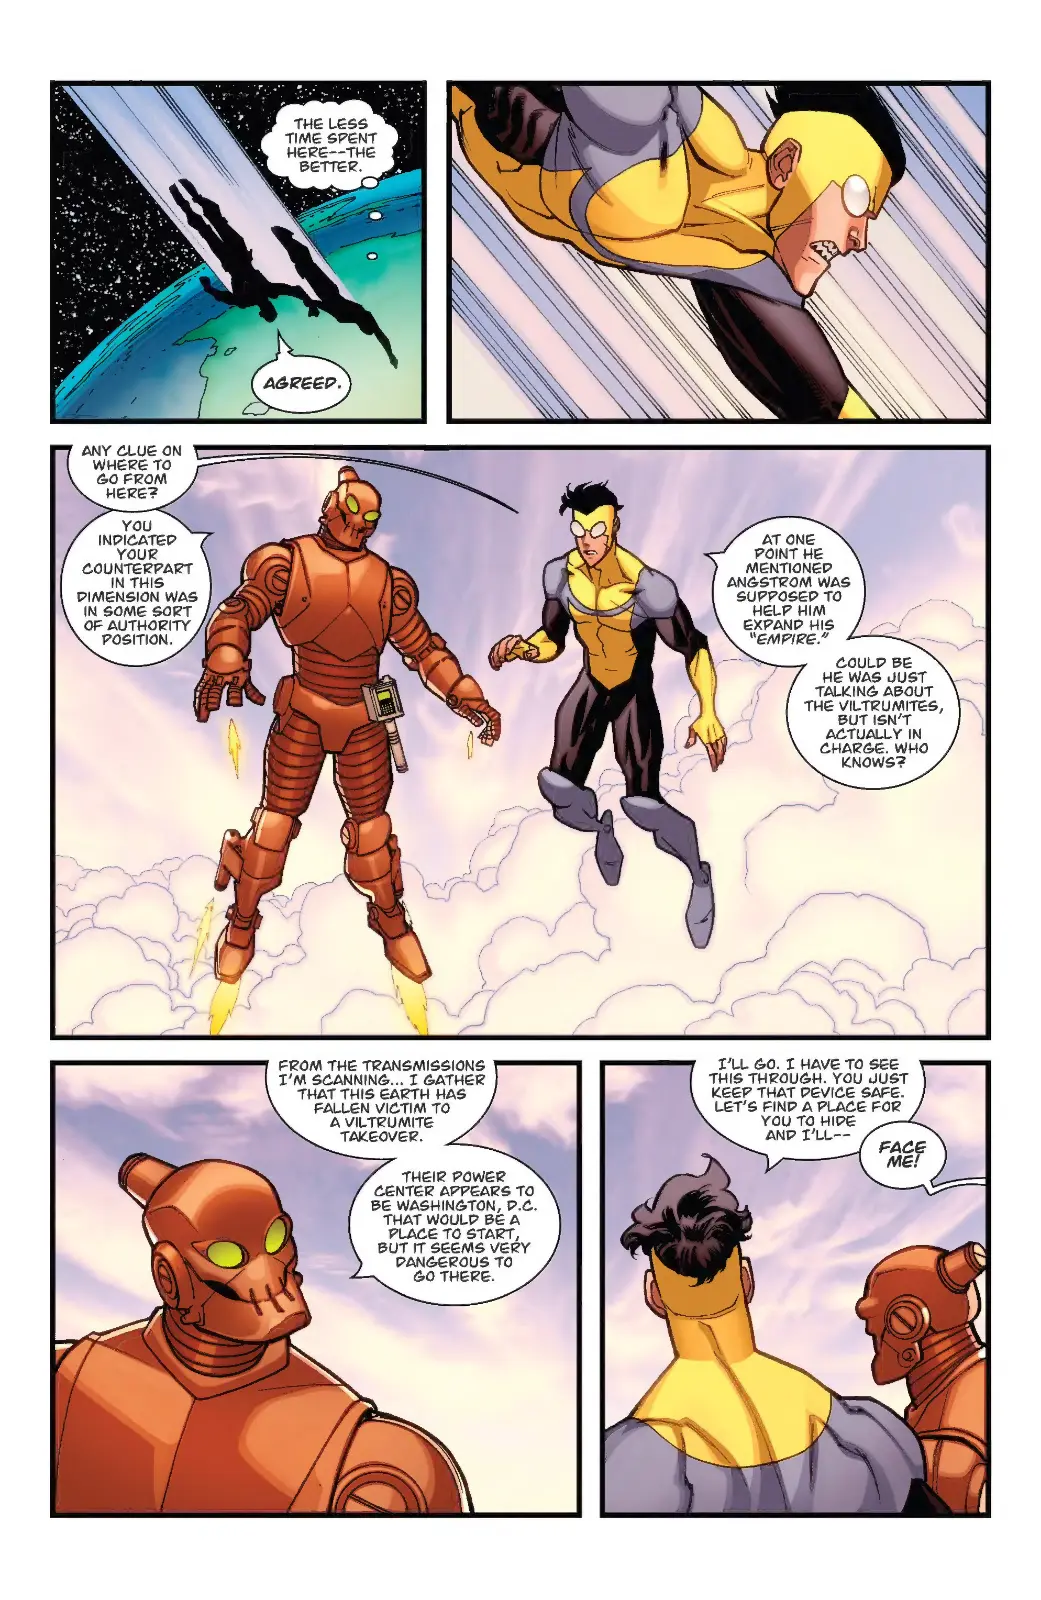 THE LESS
TIME SPENT
HERE--THE
BETTER.
AGREED.
ANY CLUE ON
WHERE TO
GO FROM
HERE?
YOU
INDICATED
YOUR
COUNTERPART
IN THIS
DIMENSION WAS
IN SOME SORT
OF AUTHORITY
POSITION.
AT ONE
POINT HE
MENTIONED
ANGSTROM WAS
SUPPOSED TO
HELP HIM
EXPAND HIS
"EMPIRE."
COULD BE
HE WAS JUST
TALKING ABOUT
THE VILTRUMITES,
BUT ISN'T
ACTUALLY IN
CHARGE. WHO
KNOWS?
FROM THE TRANSMISSIONS
I'M SCANNING... I GATHER
THAT THIS EARTH HAS
FALLEN VICTIM TO
A VILTRUMITE
TAKEOVER.
THEIR POWER
CENTER APPEARS TO
BE WASHINGTON, D.C.
THAT WOULD BE A
PLACE TO START,
BUT IT SEEMS VERY
DANGEROUS TO
GO THERE.
I'LL GO. I HAVE TO SEE
THIS THROUGH. YOU JUST
KEEP THAT DEVICE SAFE.
LET'S FIND A PLACE FOR
YOU TO HIDE
AND I'LL--
FACE
ME!